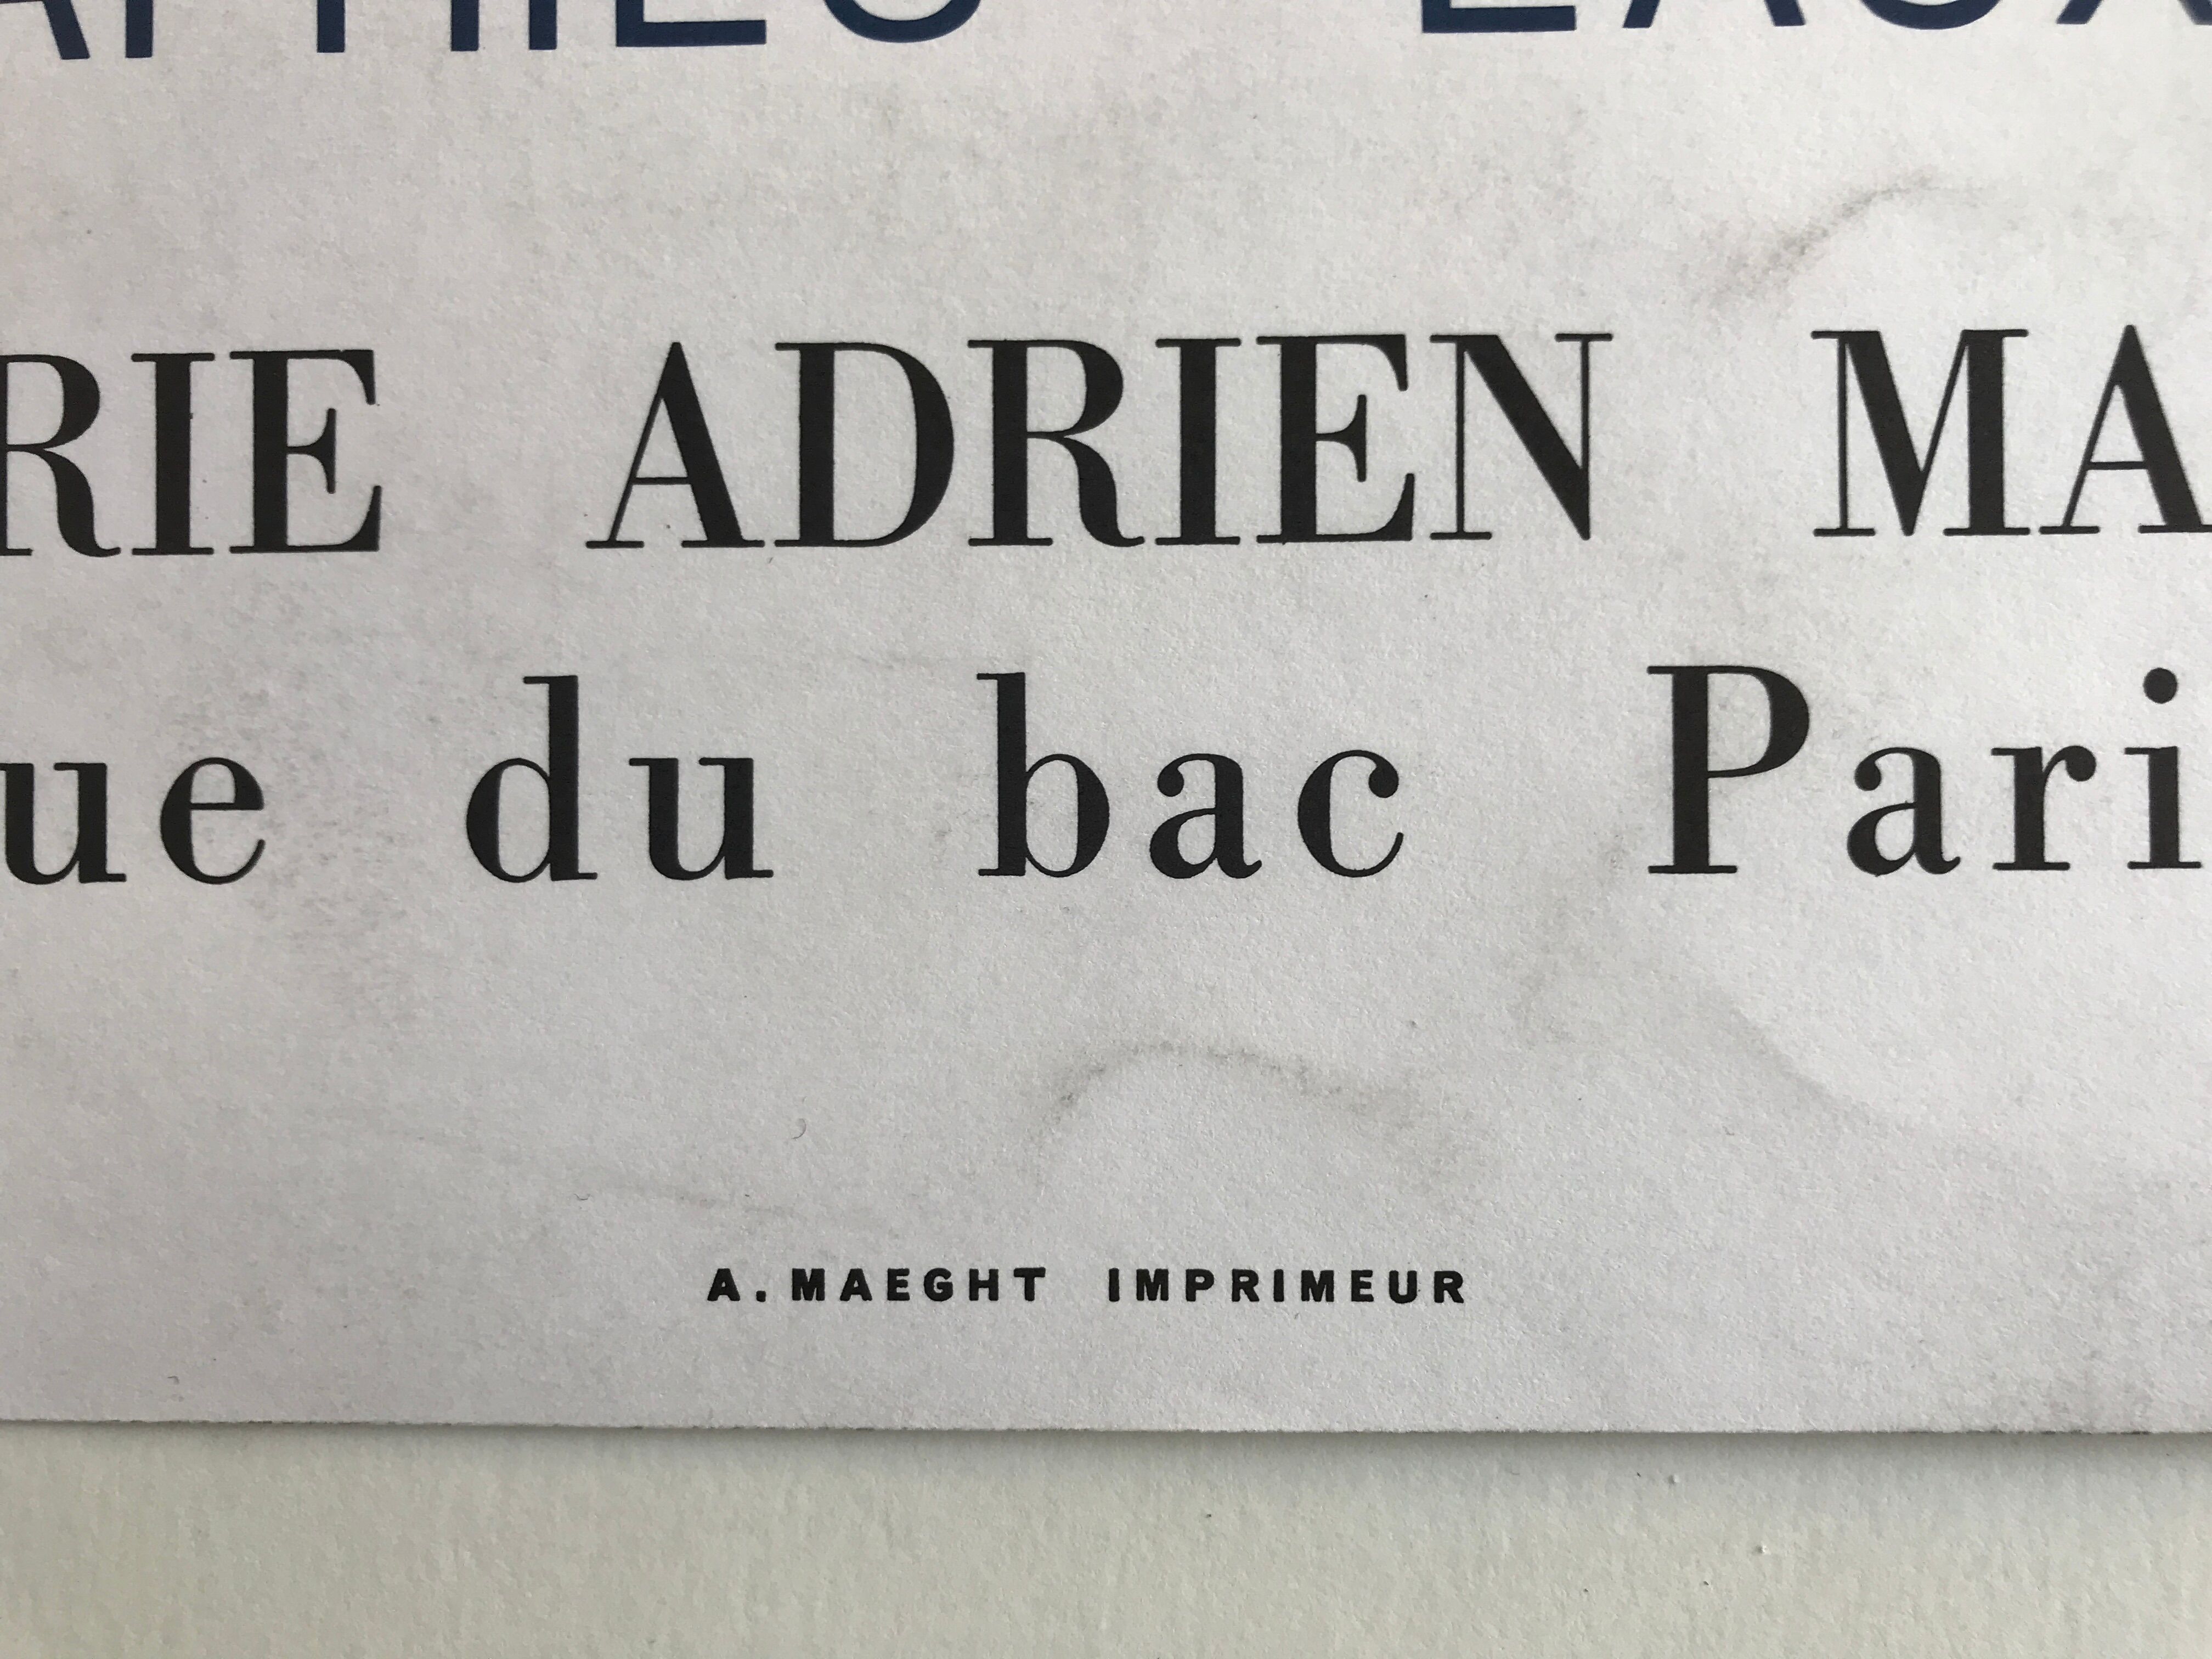 RIE ADRIEN MA
ue du bac Pari
A. MAEGHT IMPRIMEUR